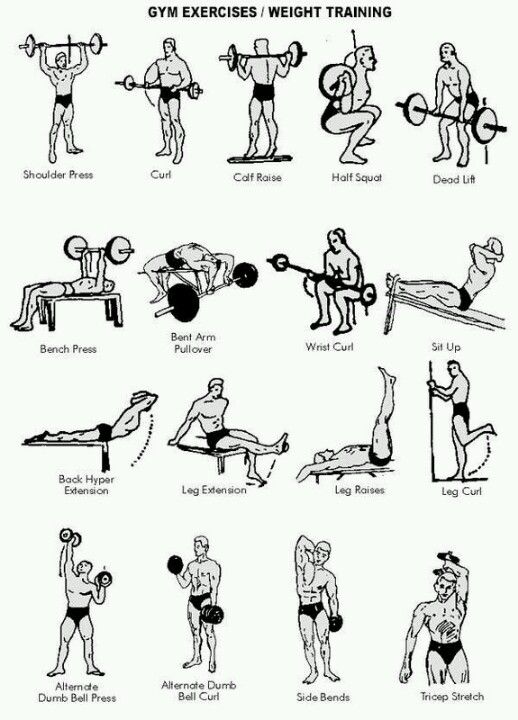 GYM EXERCISES / WEIGHT TRAINING
Shoulder Press
Curl
Calf Raise
Half Squat
Dead Lift
Bench Press
Bent Arm
Pullover
Wrist Curl
Sit Up
Back Hyper
Extension
Leg Extension
Leg Raises
Leg Curl
Alternate
Dumb Bell Press
Alternate Dumb
Bell Curl
Side Bends
Tricep Stretch